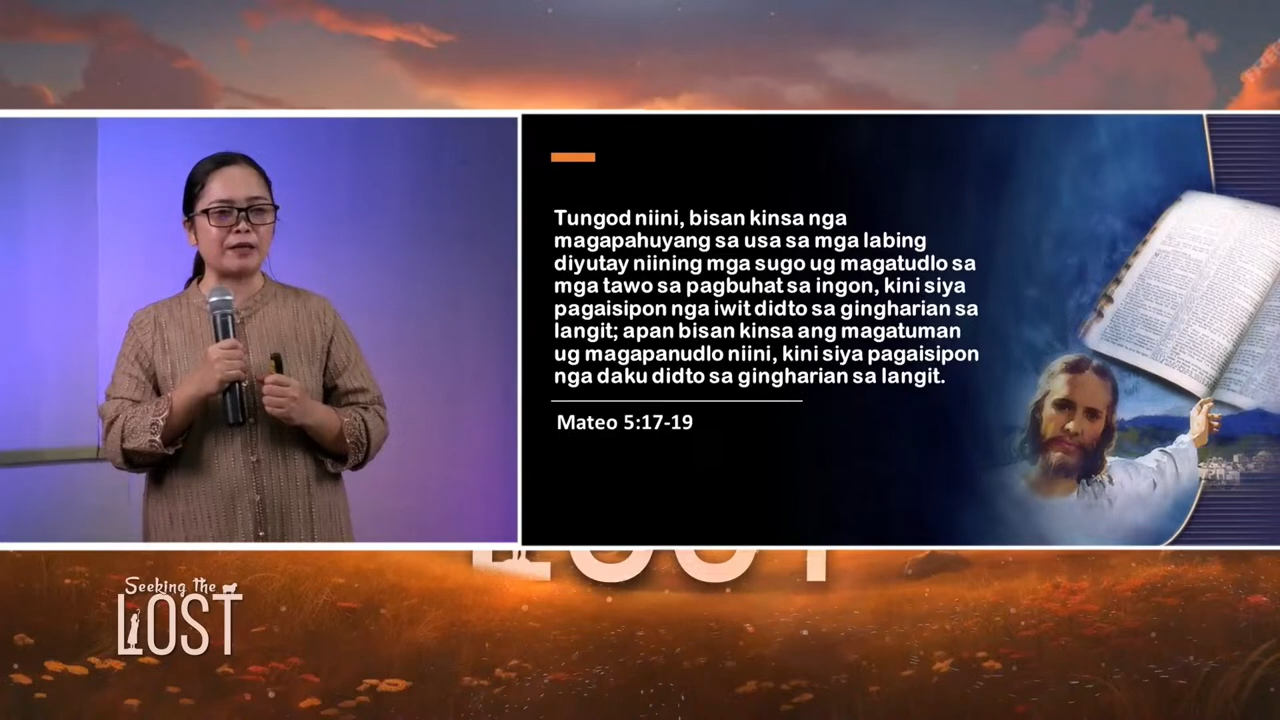 Tungod niini, bisan kinsa nga
magapahuyang sa usa sa mga labing
diyutay niining mga sugo ug magatudlo sa
mga tawo sa pagbuhat sa ingon, kini siya
pagaisipon nga iwit didto sa gingharian sa
langit; apan bisan kinsa ang magatuman
ug magapanudlo niini, kini siya pagaisipon
nga daku didto sa gingharian sa langit.
Mateo 5:17-19
Seeking the
LOST